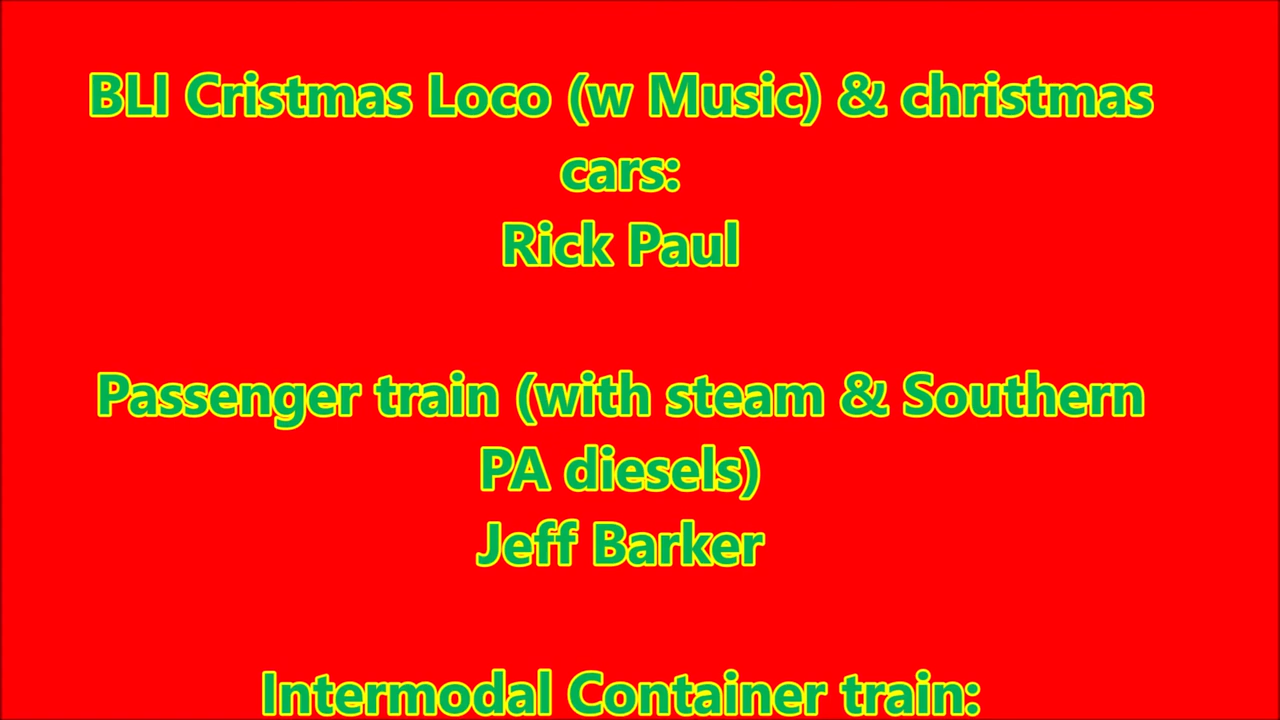 BLI Cristmas Loco (w Music) & christmas
cars:
Rick Paul
Passenger train (with steam & Southern
PA diesels)
Jeff Barker
Intermodal Container train: